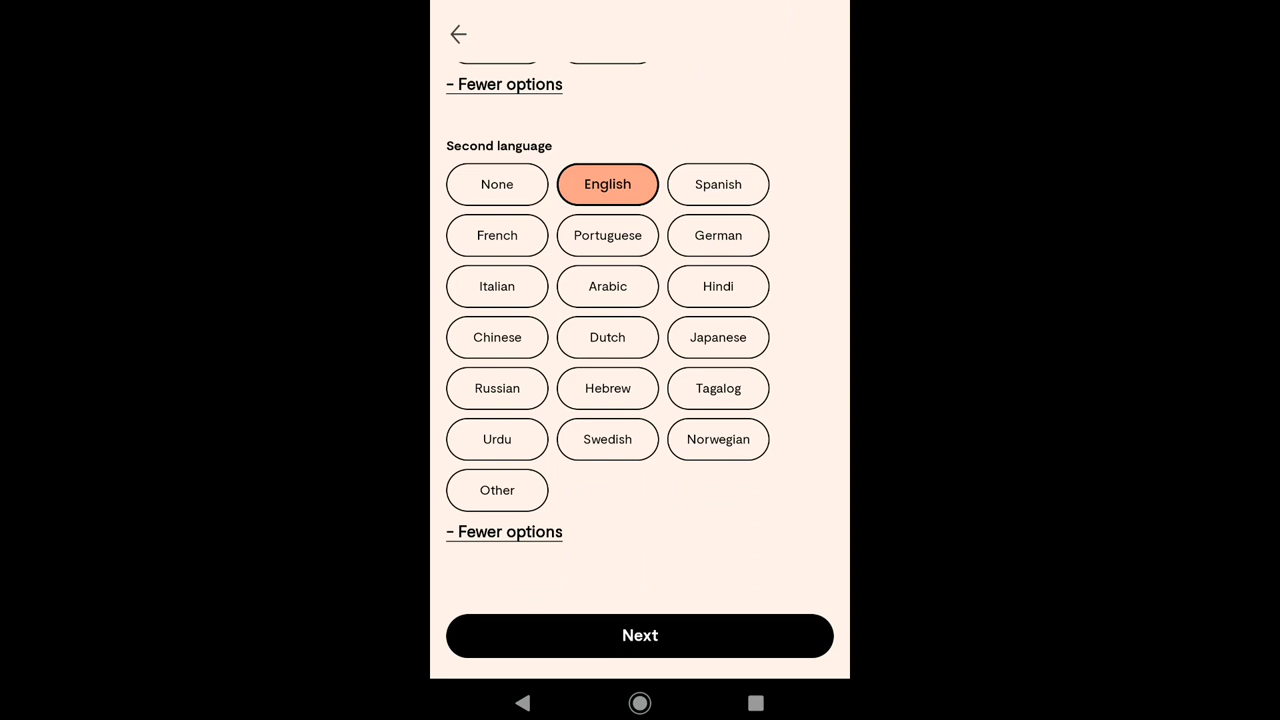 - Fewer options
Second language
None English Spanish
French Portuguese German
Italian Arabic Hindi
Chinese Dutch Japanese
Russian Hebrew Tagalog
Urdu Swedish Norwegian
Other
- Fewer options
Next